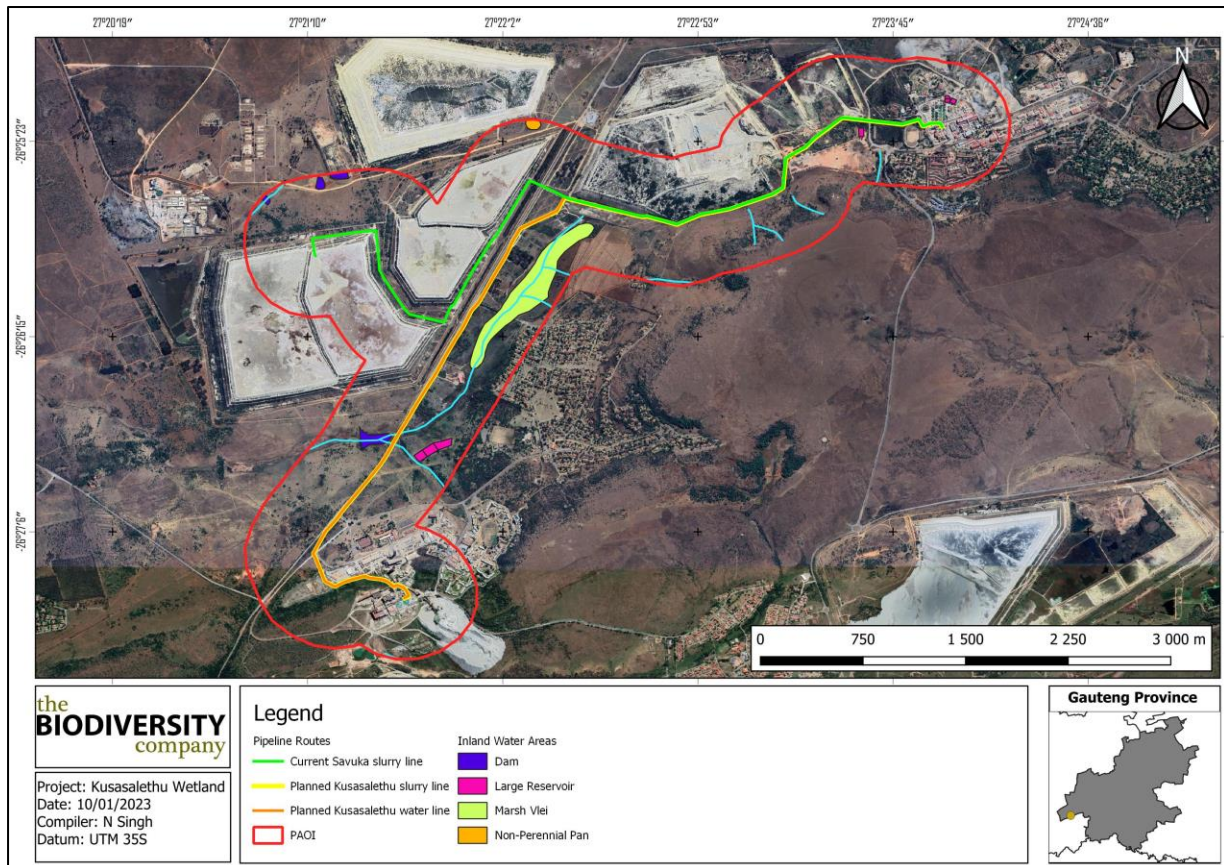 27°20'18" 27°21'10" 27°22'2" 27°22'53" 27°23'45" 27°24'36"
N
-26°25'23"
-26°26'15"
-26°27'6"
0 750 1 500 2 250 3 000 m
the
BIODIVERSITY
company
Project: Kusasalethu Wetland
Date: 10/01/2023
Compiler: N Singh
Datum: UTM 35S
Legend
Pipeline Routes
Current Savuka slurry line
Planned Kusasalethu slurry line
Planned Kusasalethu water line
PAOI
Inland Water Areas
Dam
Large Reservoir
Marsh Vlei
Non-Perennial Pan
Gauteng Province